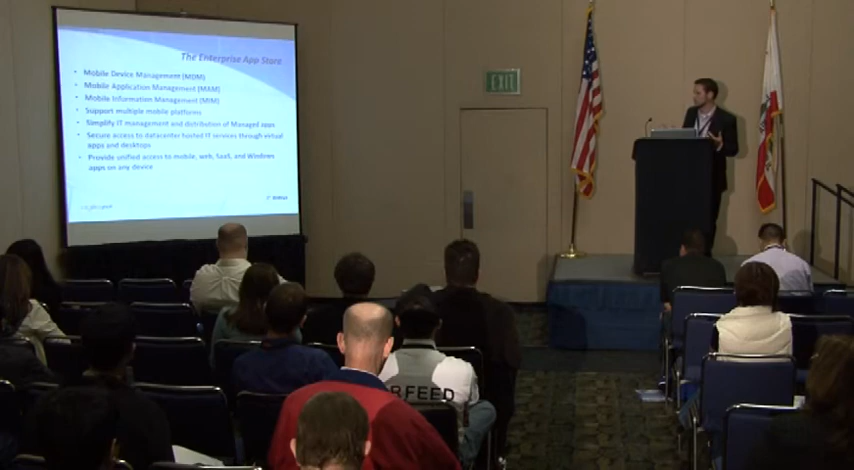 The Enterprise App Store
• Mobile Device Management (MDM)
• Mobile Application Management (MAM)
• Mobile Information Management (MIM)
• Support multiple mobile platforms
• Simplify IT management and distribution of Managed apps
• Secure access to datacenter hosted IT services through virtual
apps and desktops
• Provide unified access to mobile, web, SaaS, and Windows
apps on any device
EXIT
RFEED